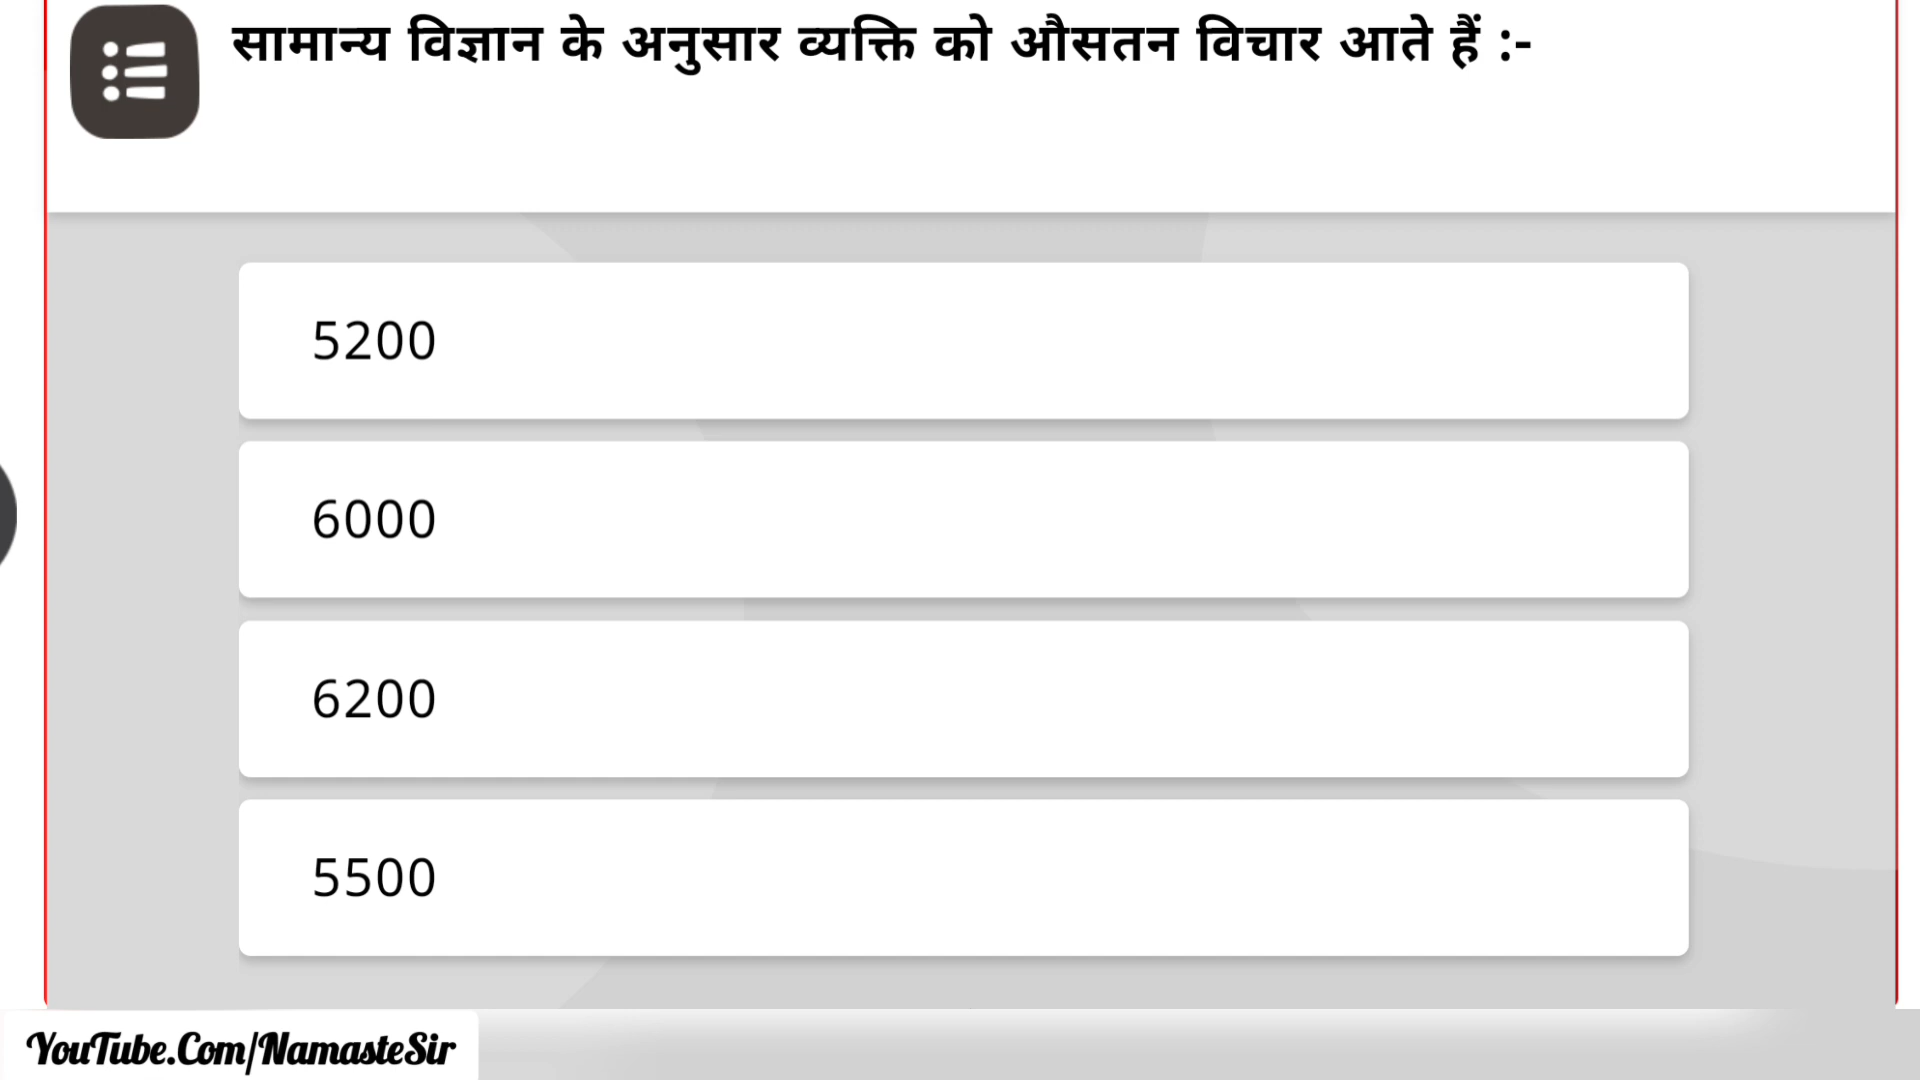 सामान्य विज्ञान के अनुसार व्यक्ति को औसतन विचार आते हैं :-
5200
6000
6200
5500
YouTube.Com/NamasteSir